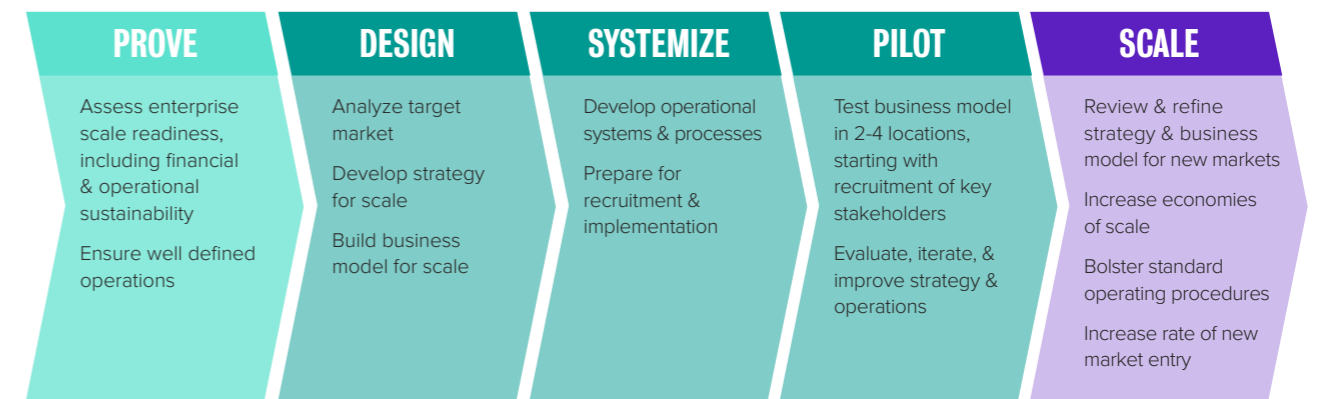 PROVE
Assess enterprise
scale readiness,
including financial
& operational
sustainability
Ensure well defined
operations
DESIGN
Analyze target
market
Develop strategy
for scale
Build business
model for scale
SYSTEMIZE
Develop operational
systems & processes
Prepare for
recruitment &
implementation
PILOT
Test business model
in 2-4 locations,
starting with
recruitment of key
stakeholders
Evaluate, iterate, &
improve strategy &
operations
SCALE
Review & refine
strategy & business
model for new markets
Increase economies
of scale
Bolster standard
operating procedures
Increase rate of new
market entry